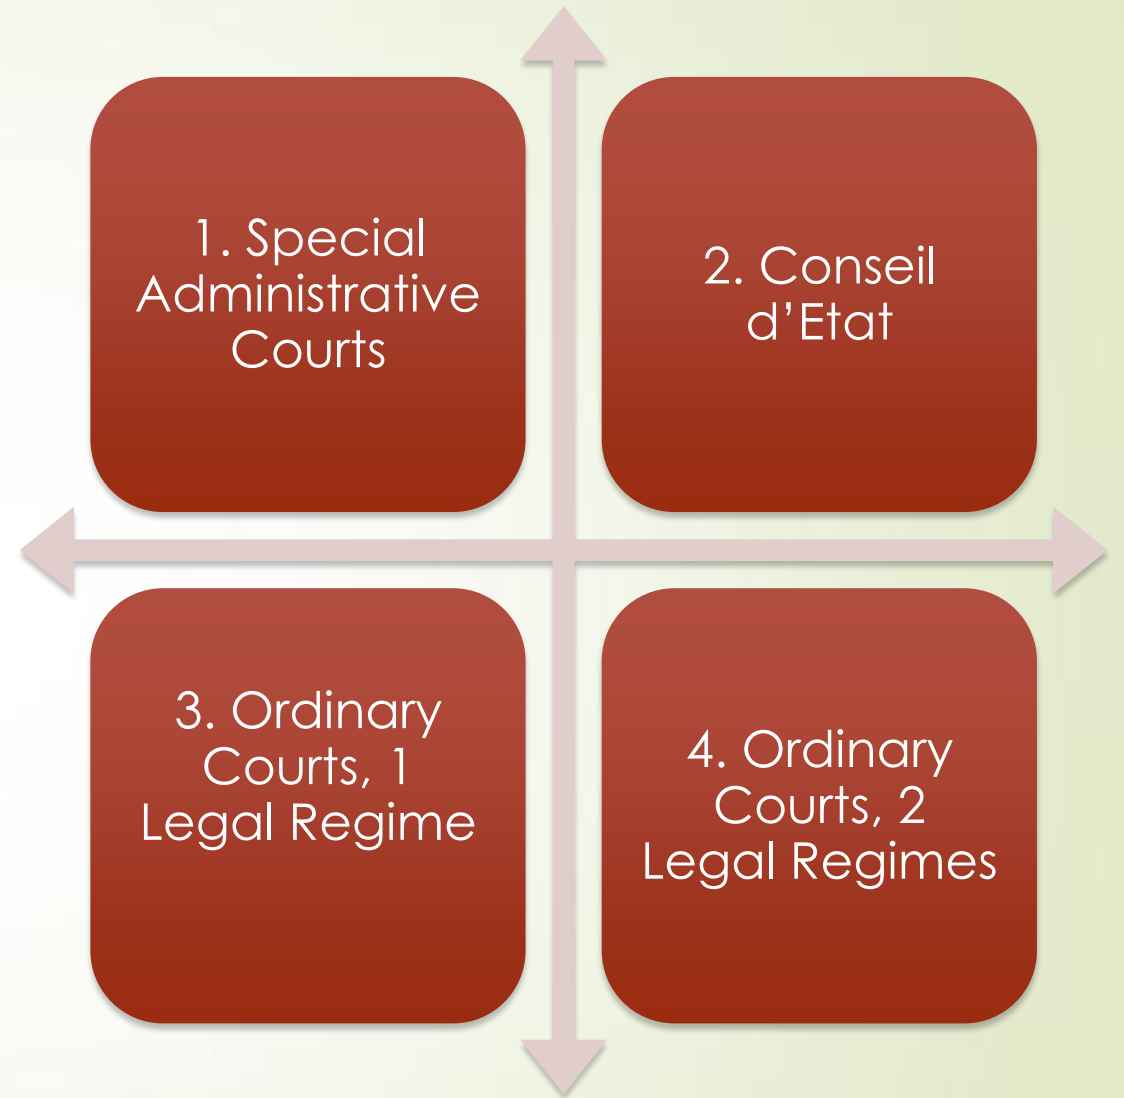 1. Special
Administrative
Courts
2. Conseil
d’Etat
3. Ordinary
Courts, 1
Legal Regime
4. Ordinary
Courts, 2
Legal Regimes